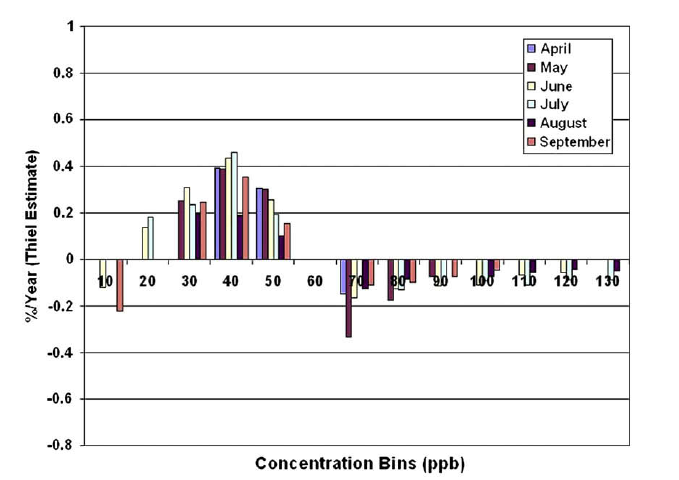 1
0.8
0.6
0.4
0.2
0
-0.2
-0.4
-0.6
-0.8
%/Year (Thiel Estimate)
10 20 30 40 50 60 70 80 90 100 110 120 130
Concentration Bins (ppb)
April
May
June
July
August
September